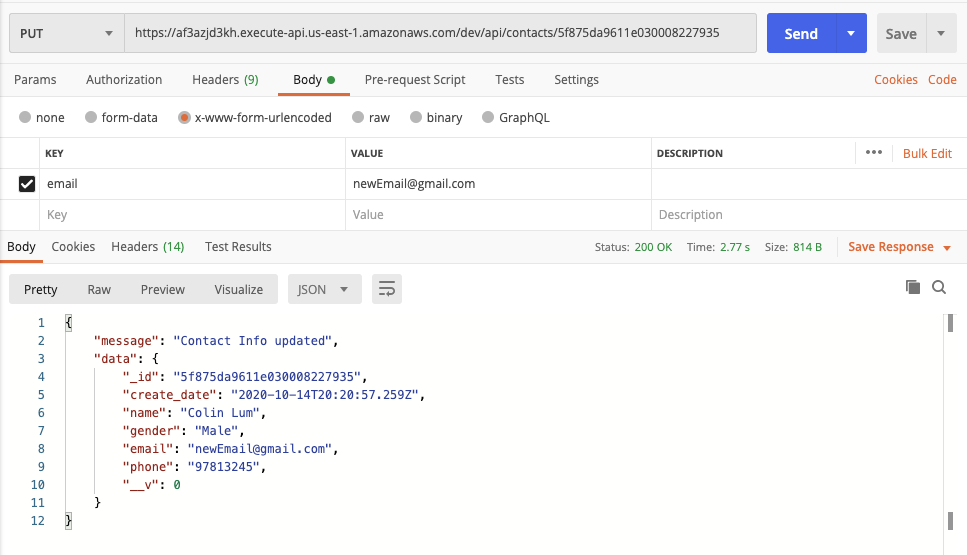 PUT https://af3azjd3kh.execute-api.us-east-1.amazonaws.com/dev/api/contacts/5f875da9611e030008227935 Send Save
Params Authorization Headers (9) Body Pre-request Script Tests Settings Cookies Code
none form-data x-www-form-urlencoded raw binary GraphQL
KEY VALUE DESCRIPTION ••• Bulk Edit
email newEmail@gmail.com
Key Value Description
Body Cookies Headers (14) Test Results Status: 200 OK Time: 2.77 s Size: 814 B Save Response
Pretty Raw Preview Visualize JSON
1 {
2 "message": "Contact Info updated",
3 "data": {
4 "_id": "5f875da9611e030008227935",
5 "create_date": "2020-10-14T20:20:57.259Z",
6 "name": "Colin Lum",
7 "gender": "Male",
8 "email": "newEmail@gmail.com",
9 "phone": "97813245",
10 "__v": 0
11 }
12 }